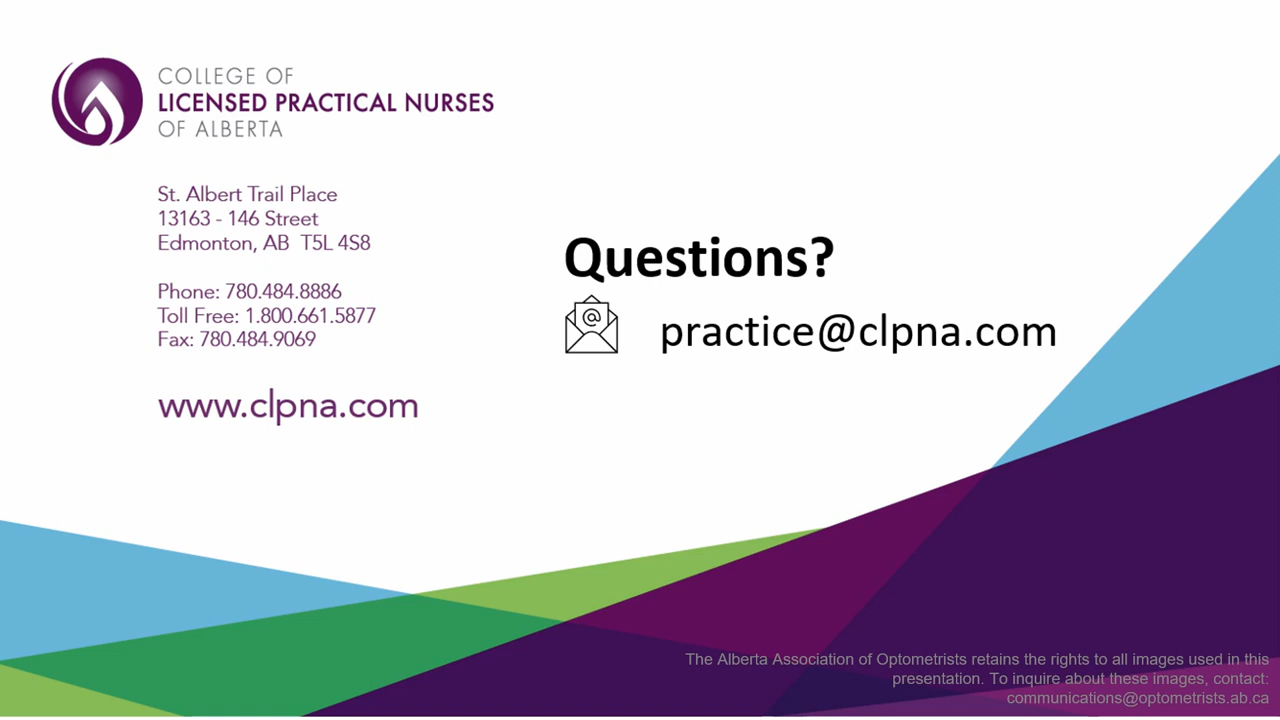 COLLEGE OF
LICENSED PRACTICAL NURSES
OF ALBERTA
St. Albert Trail Place
13163 - 146 Street
Edmonton, AB T5L 4S8
Phone: 780.484.8886
Toll Free: 1.800.661.5877
Fax: 780.484.9069
www.clpna.com
Questions?
@
practice@clpna.com
The Alberta Association of Optometrists retains the rights to all images used in this
presentation. To inquire about these images, contact:
communications@optometrists.ab.ca